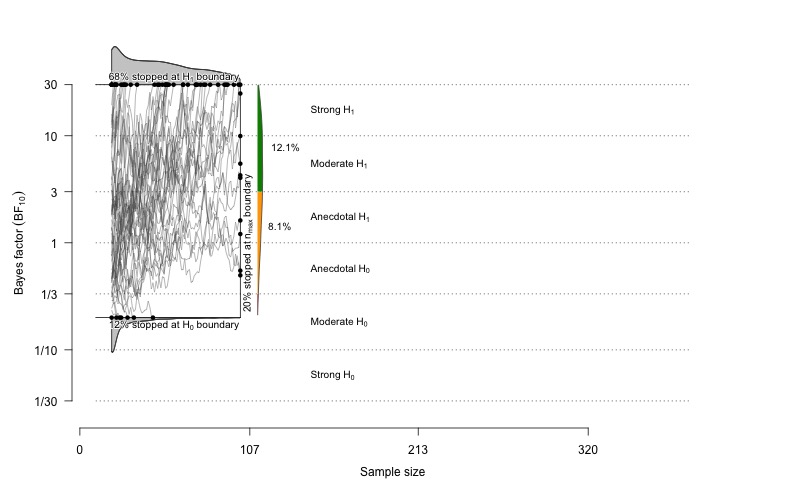 68% stopped at H₁ boundary
30
10
3
1
1/3
1/10
1/30
Bayes factor (BF₁₀)
12% stopped at H₀ boundary
20% stopped at nₘₐₓ boundary
12.1%
8.1%
Strong H₁
Moderate H₁
Anecdotal H₁
Anecdotal H₀
Moderate H₀
Strong H₀
0
107
213
320
Sample size